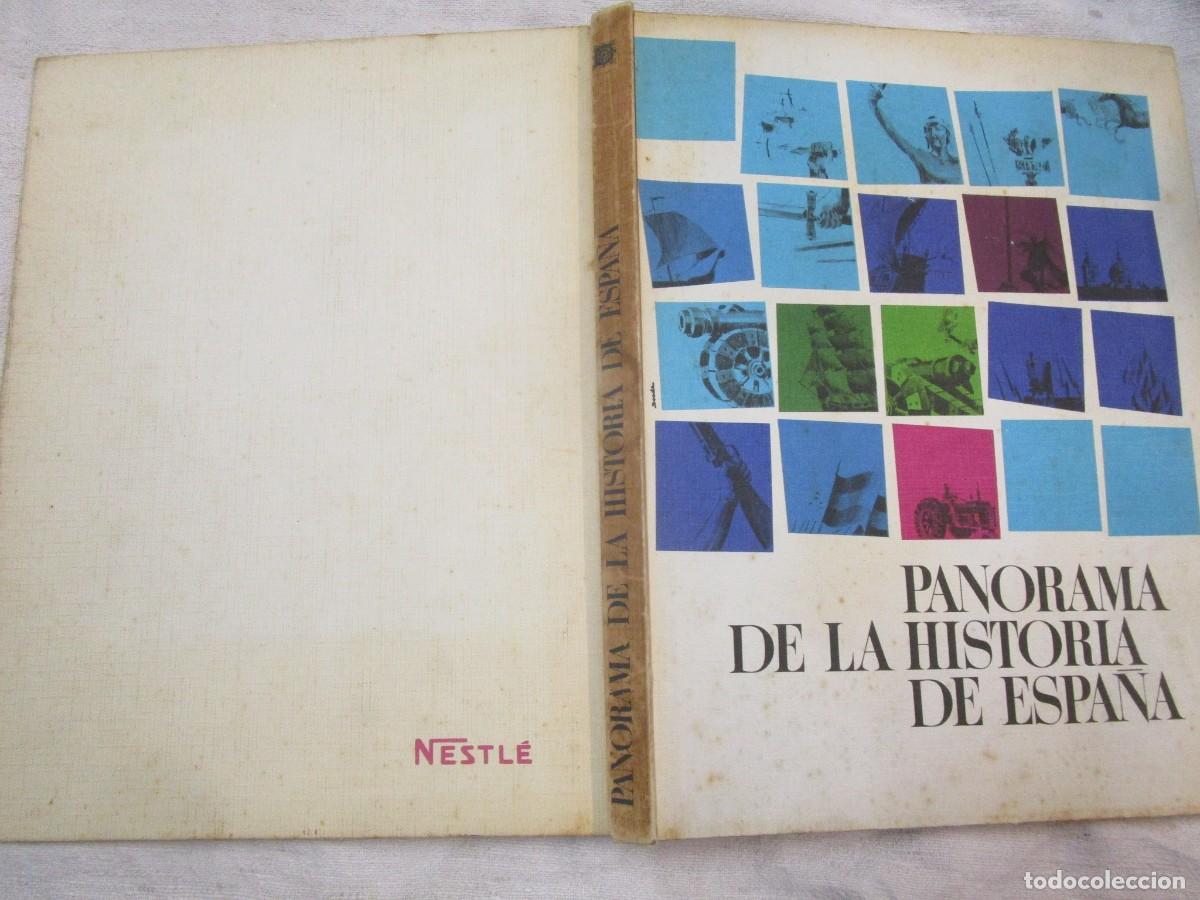 NESTLÉ
PANORAMA DE LA HISTORIA DE ESPAÑA
PANORAMA
DE LA HISTORIA
DE ESPAÑA
todocoleccion